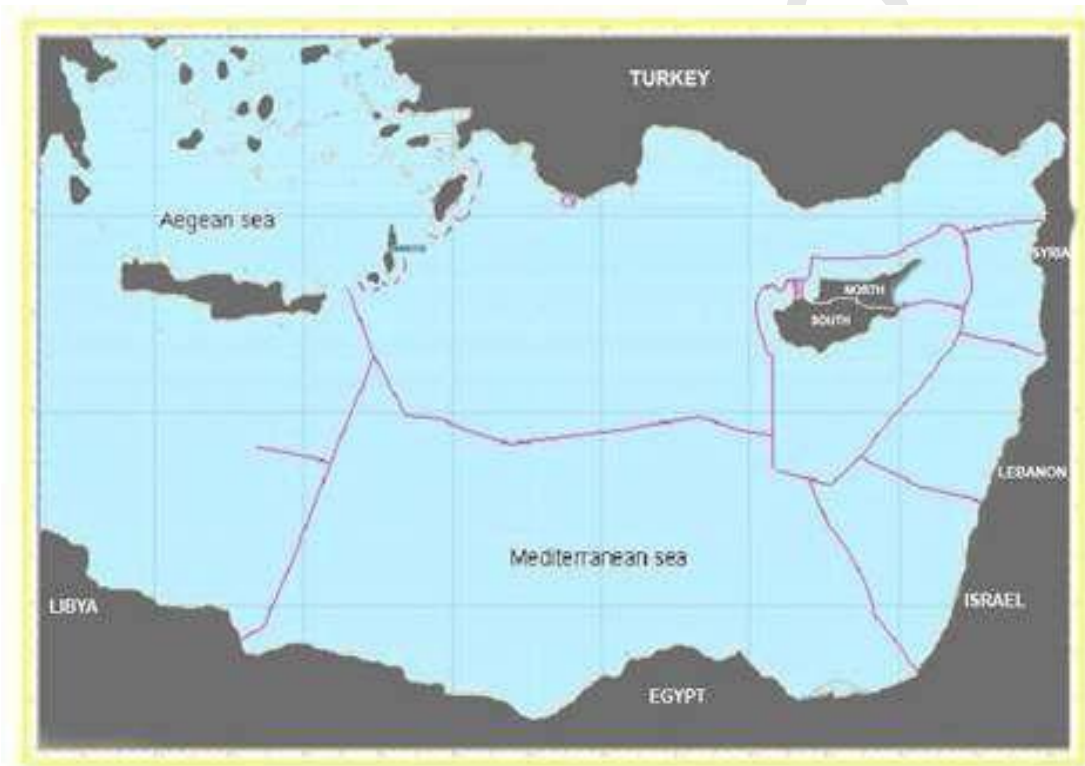 TURKEY
Aegean sea
SYRIA
NORTH
SOUTH
LEBANON
Mediterranean sea
LIBYA
ISRAEL
EGYPT